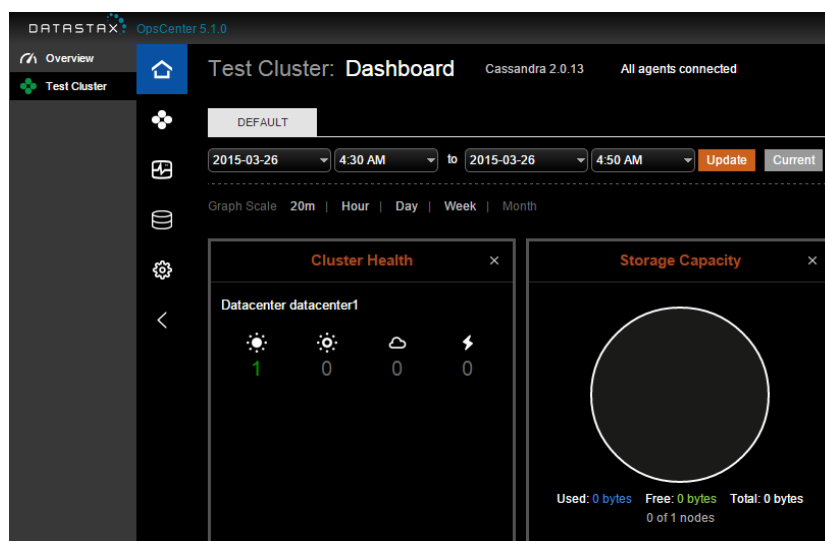 DATASTAX OpsCenter 5.1.0
Overview
Test Cluster
Test Cluster: Dashboard Cassandra 2.0.13 All agents connected
DEFAULT
2015-03-26 4:30 AM to 2015-03-26 4:50 AM Update Current
Graph Scale 20m | Hour | Day | Week | Month
Cluster Health ×
Datacenter datacenter1
1 0 0 0
Storage Capacity ×
Used: 0 bytes Free: 0 bytes Total: 0 bytes
0 of 1 nodes